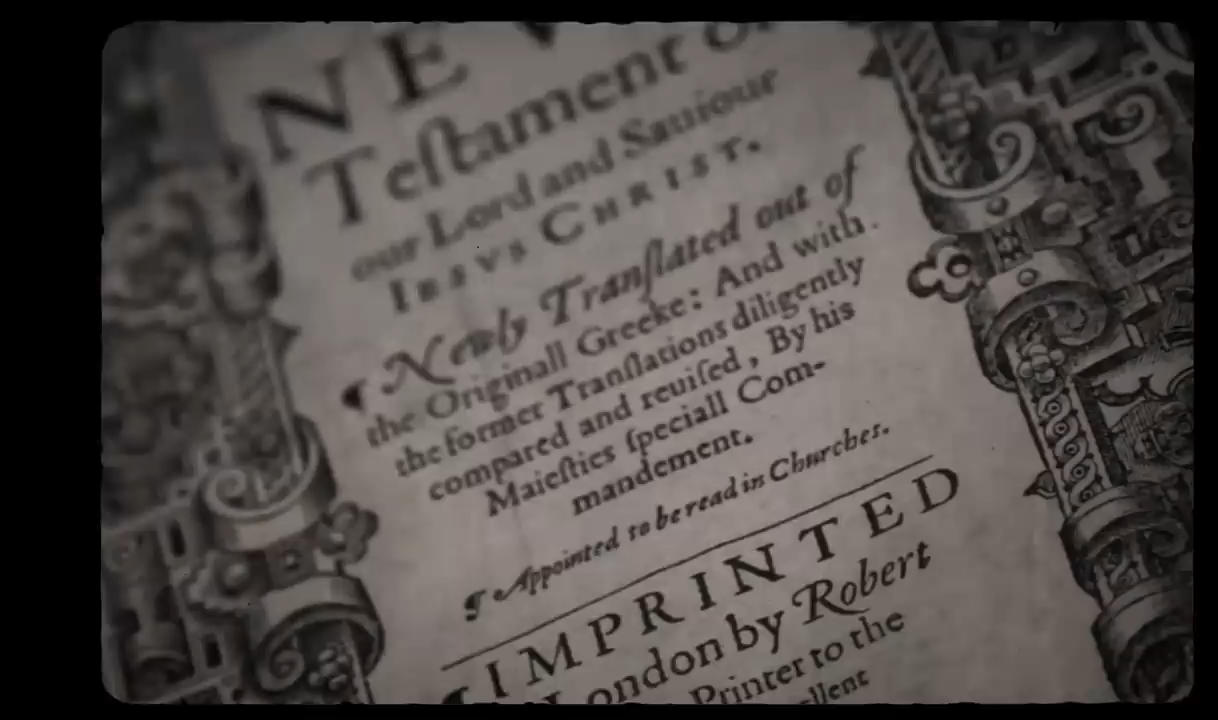 NEW
Teſtament of
our Lord and Sauiour
IESVS CHRIST.
¶ Newly Tranſlated out of
the Originall Greeke: And with
the former Tranſlations diligently
compared and reuiſed, By his
Maieſties ſpeciall Com-
mandement.
¶ Appointed to be read in Churches.
¶ IMPRINTED
London by Robert
Printer to the